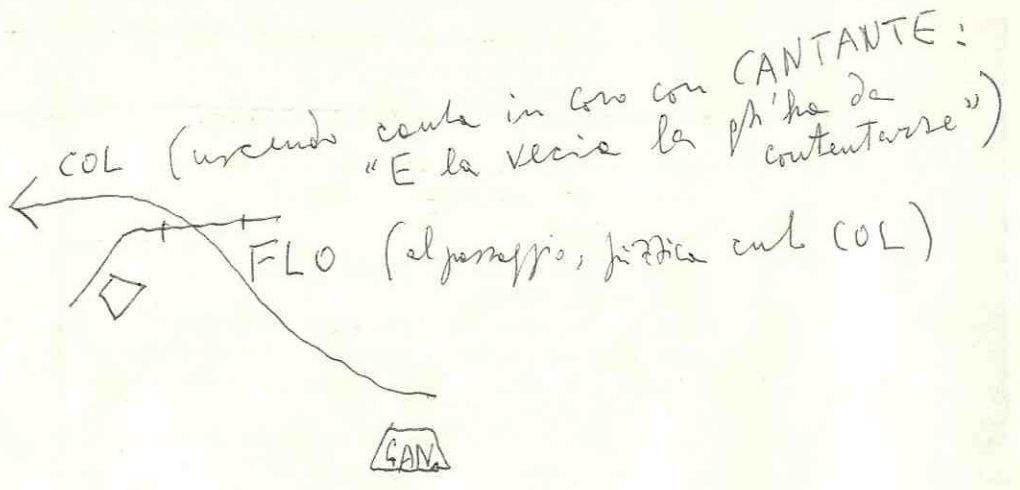 COL (uscendo canta in coro con CANTANTE:
"E la vecia la gh'ha da
contentarse")
FLO (al passaggio, pizzica culo COL)
CAN.